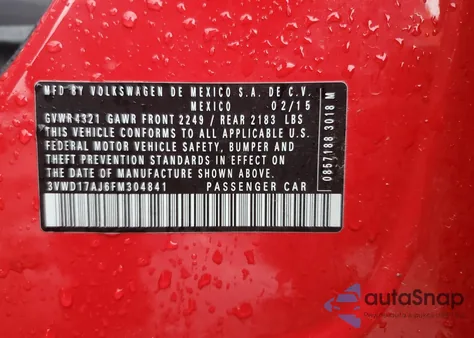 MFD BY VOLKSWAGEN DE MEXICO S.A. DE C.V.
MEXICO 02/15
GVWR 4321 GAWR FRONT 2249 / REAR 2183 LBS
THIS VEHICLE CONFORMS TO ALL APPLICABLE U.S.
FEDERAL MOTOR VEHICLE SAFETY, BUMPER AND
THEFT PREVENTION STANDARDS IN EFFECT ON
THE DATE OF MANUFACTURE SHOWN ABOVE
3VWD17AJ6FM304841 PASSENGER CAR
0867188 3018 M
autoSnap